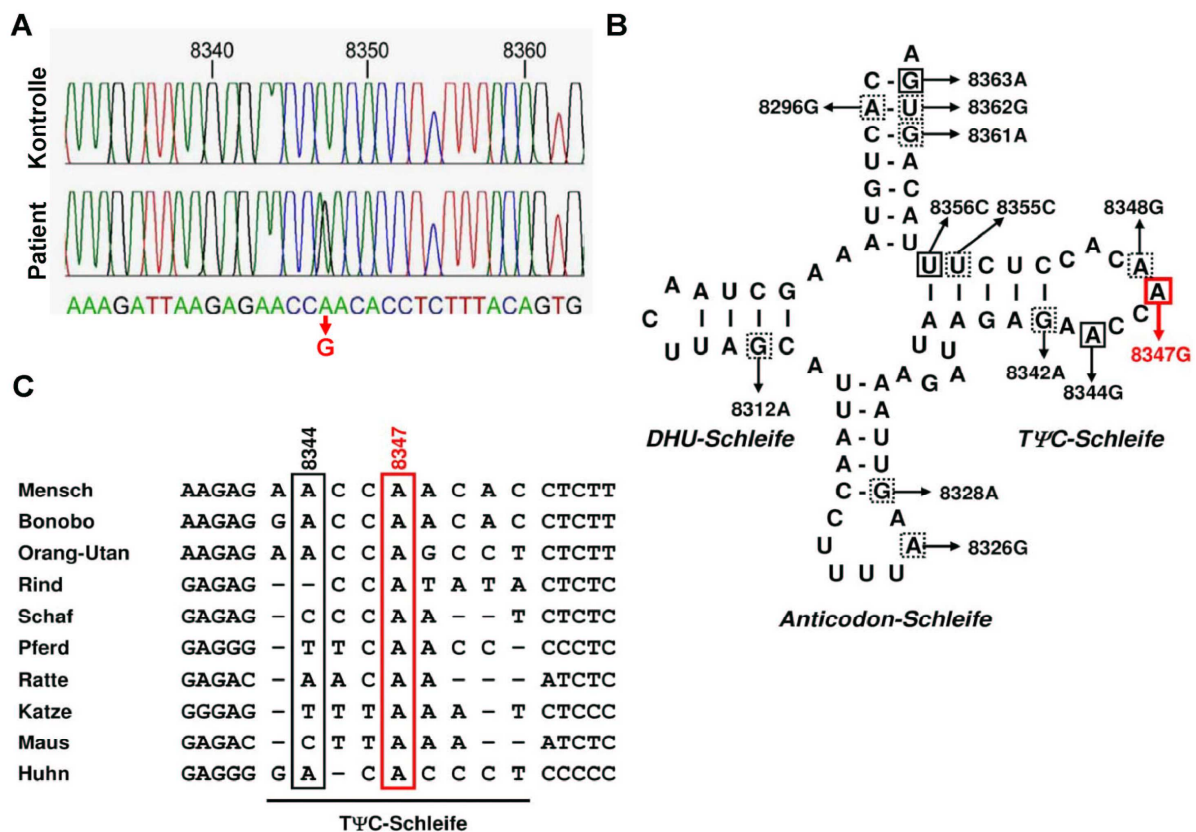 A
8340 8350 8360
Kontrolle
Patient
AAAGATTAAGAGAACCAACACCTCTTTACAGTG
G
B
A
C - G 8363A
8296G A - U 8362G
C - G 8361A
U - A
G - C
U - A
A - U
8356C 8355C 8348G
A A A
U U C U C C A C A
A
C
C
A A
U A G A G
A
U
U
A
G
A
8347G
8342A
8344G
A A U C G
C
U U A G C
U
A
8312A
DHU-Schleife
TΨC-Schleife
U - A
U - A
A - U
A - U
C - G 8328A
C A
U A 8326G
U U U U
Anticodon-Schleife
C
8344 8347
Mensch AAGAG A A C C A A C A C CTCTT
Bonobo AAGAG G A C C A A C A C CTCTT
Orang-Utan AAGAG A A C C A G C C T CTCTT
Rind GAGAG – – C C A T A T A CTCTC
Schaf GAGAG – C C C A A – – T CTCTC
Pferd GAGGG – T T C A A C C – CCCTC
Ratte GAGAC – A A C A A – – – ATCTC
Katze GGGAG – T T T A A A – T CTCCC
Maus GAGAC – C T T A A A – – ATCTC
Huhn GAGGG G A – C A C C C T CCCCC
TΨC-Schleife